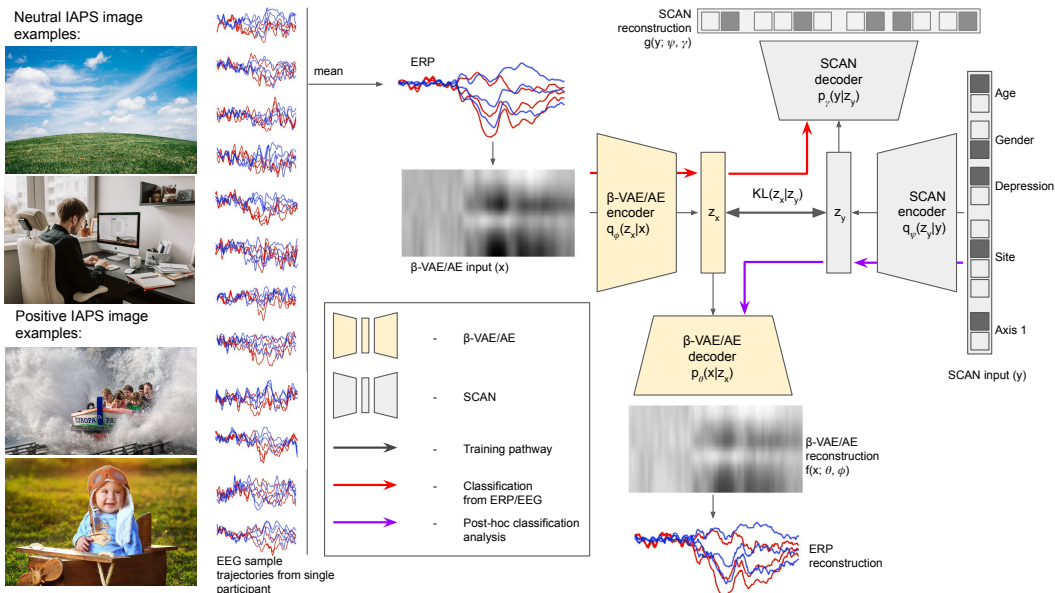 Neutral IAPS image
examples:
Positive IAPS image
examples:
EUROPA PA
EEG sample
trajectories from single
participant
mean
ERP
β-VAE/AE input (x)
β-VAE/AE
encoder
qϕ(zx|x)
zx
KL(zx|zy)
zy
SCAN
encoder
qψ(zy|y)
SCAN
decoder
pγ(y|zy)
SCAN
reconstruction
g(y; ψ, γ)
Age
Gender
Depression
Site
Axis 1
SCAN input (y)
β-VAE/AE
decoder
pθ(x|zx)
β-VAE/AE
reconstruction
f(x; θ, ϕ)
ERP
reconstruction
- β-VAE/AE
- SCAN
- Training pathway
- Classification
from ERP/EEG
- Post-hoc classification
analysis